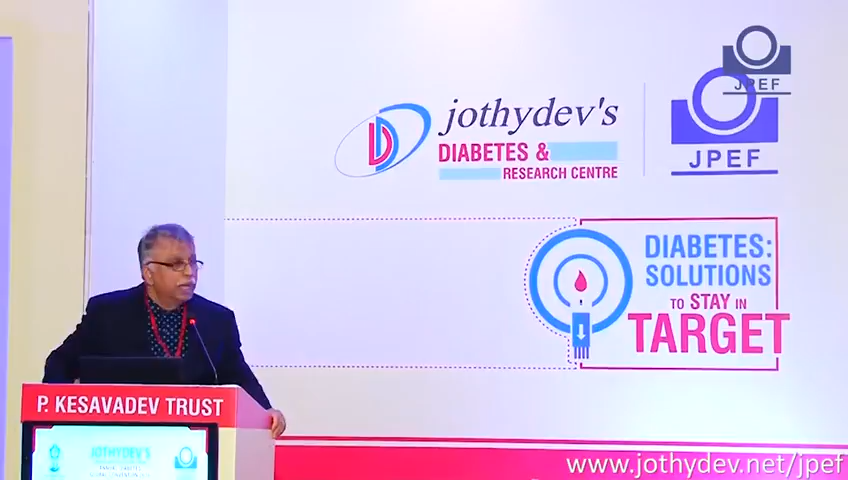 JPEF
jothydev's
DIABETES &
RESEARCH CENTRE
JPEF
DIABETES:
SOLUTIONS
TO STAY IN
TARGET
P. KESAVADEV TRUST
JOTHYDEV'S
www.jothydev.net/jpef